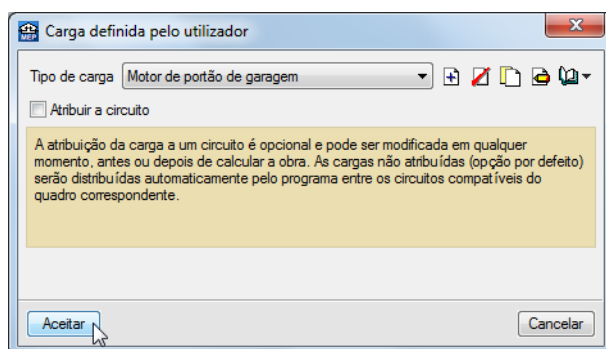 Carga definida pelo utilizador
Tipo de carga Motor de portão de garagem
Atribuir a circuito
A atribuição da carga a um circuito é opcional e pode ser modificada em qualquer
momento, antes ou depois de calcular a obra. As cargas não atribuídas (opção por defeito)
serão distribuídas automaticamente pelo programa entre os circuitos compatíveis do
quadro correspondente.
Aceitar Cancelar